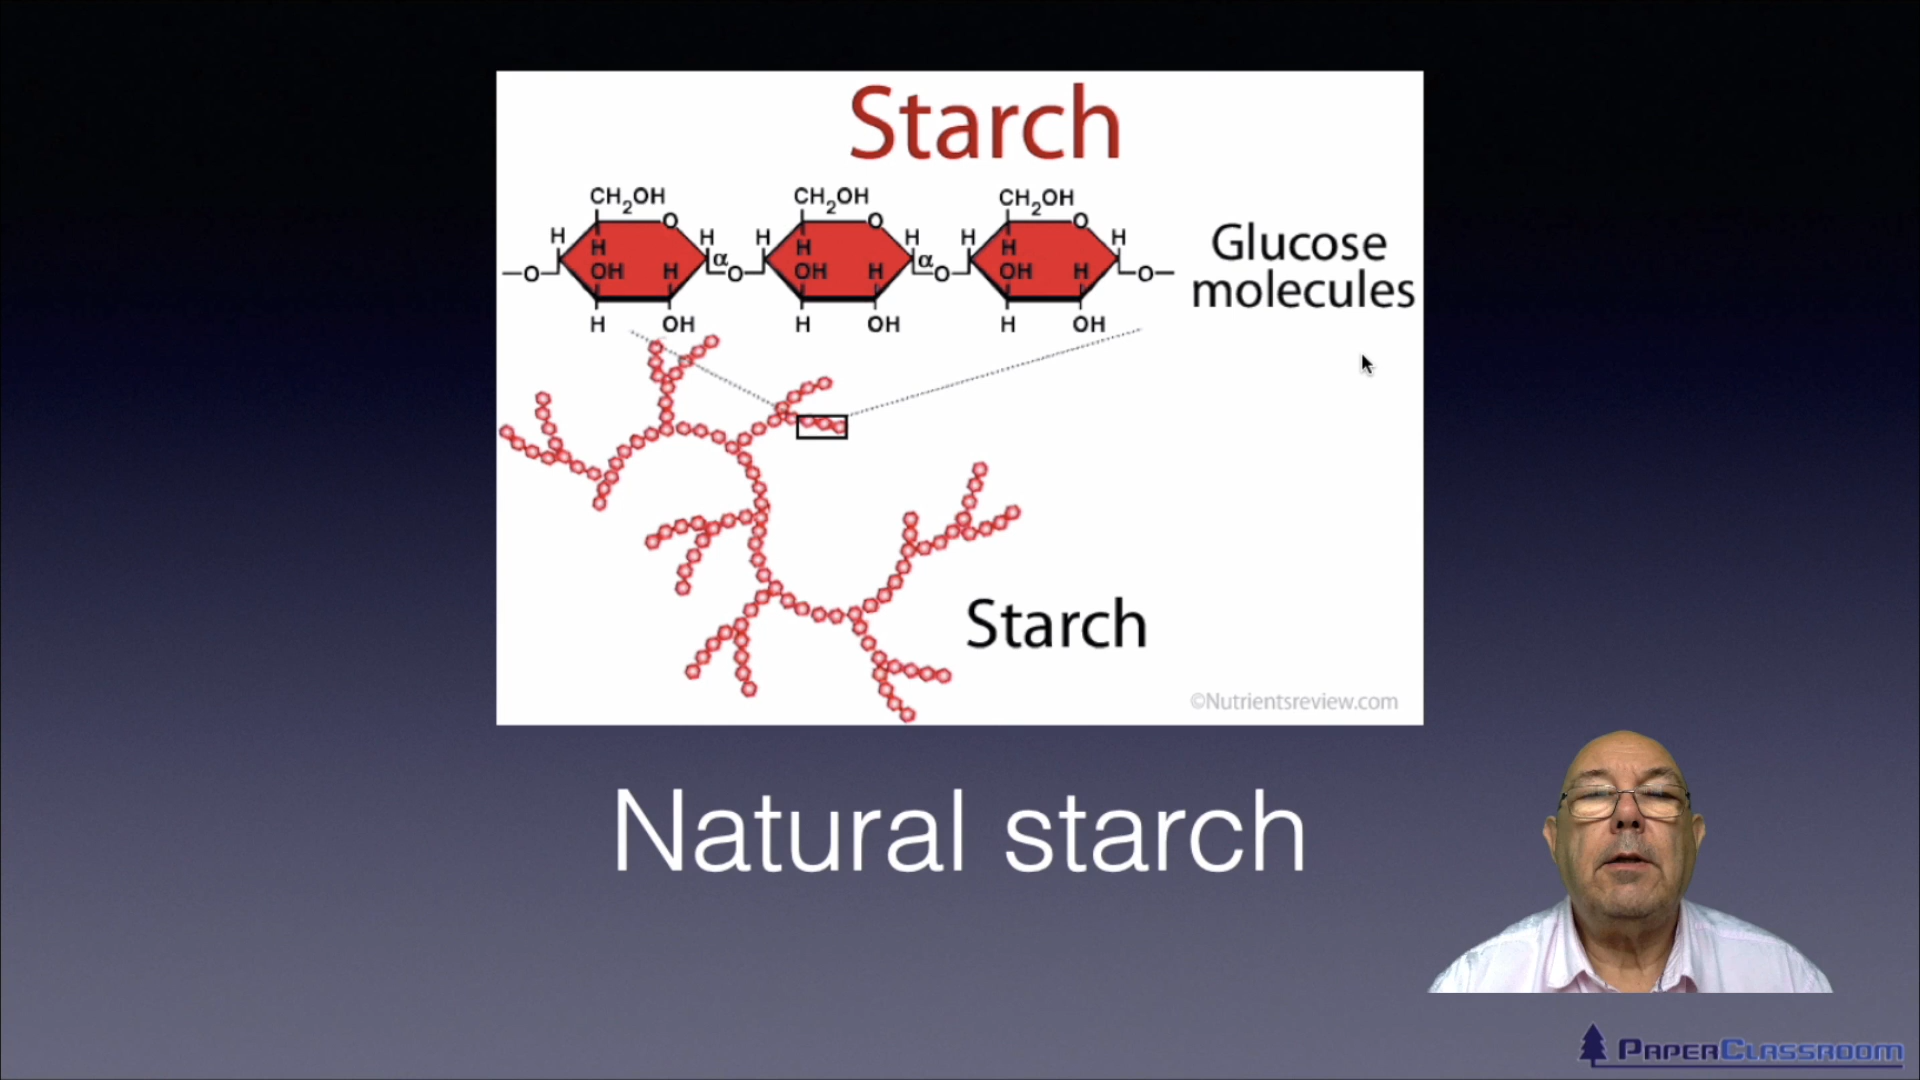 Starch
CH2OH CH2OH CH2OH
O O O
H H H H H H
H H H
α α
OH H OH H OH H
O O O O
H OH H OH H OH
Glucose
molecules
Starch
©Nutrientsreview.com
Natural starch
PAPERCLASSROOM